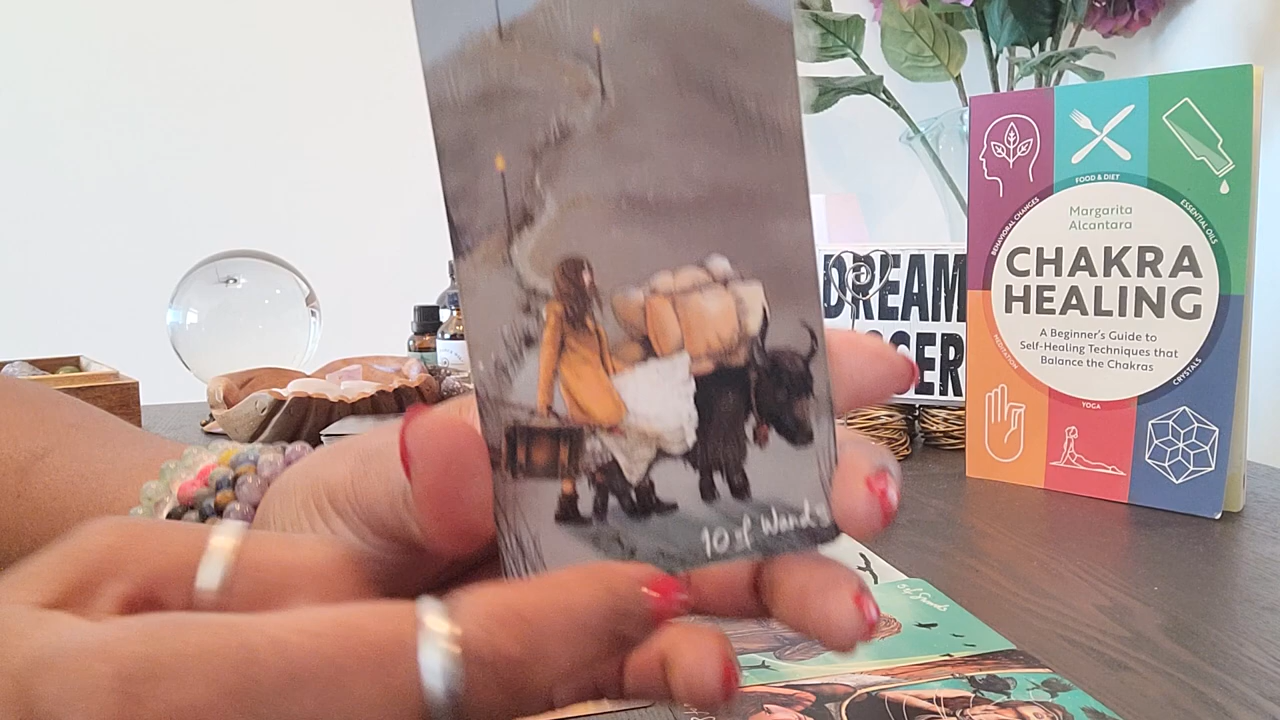 10 of Wands
DREAM
Margarita
Alcantara
CHAKRA
HEALING
A Beginner's Guide to
Self-Healing Techniques that
Balance the Chakras
BEHAVIORAL CHANGES
FOOD & DIET
ESSENTIAL OILS
MEDITATION
YOGA
CRYSTALS